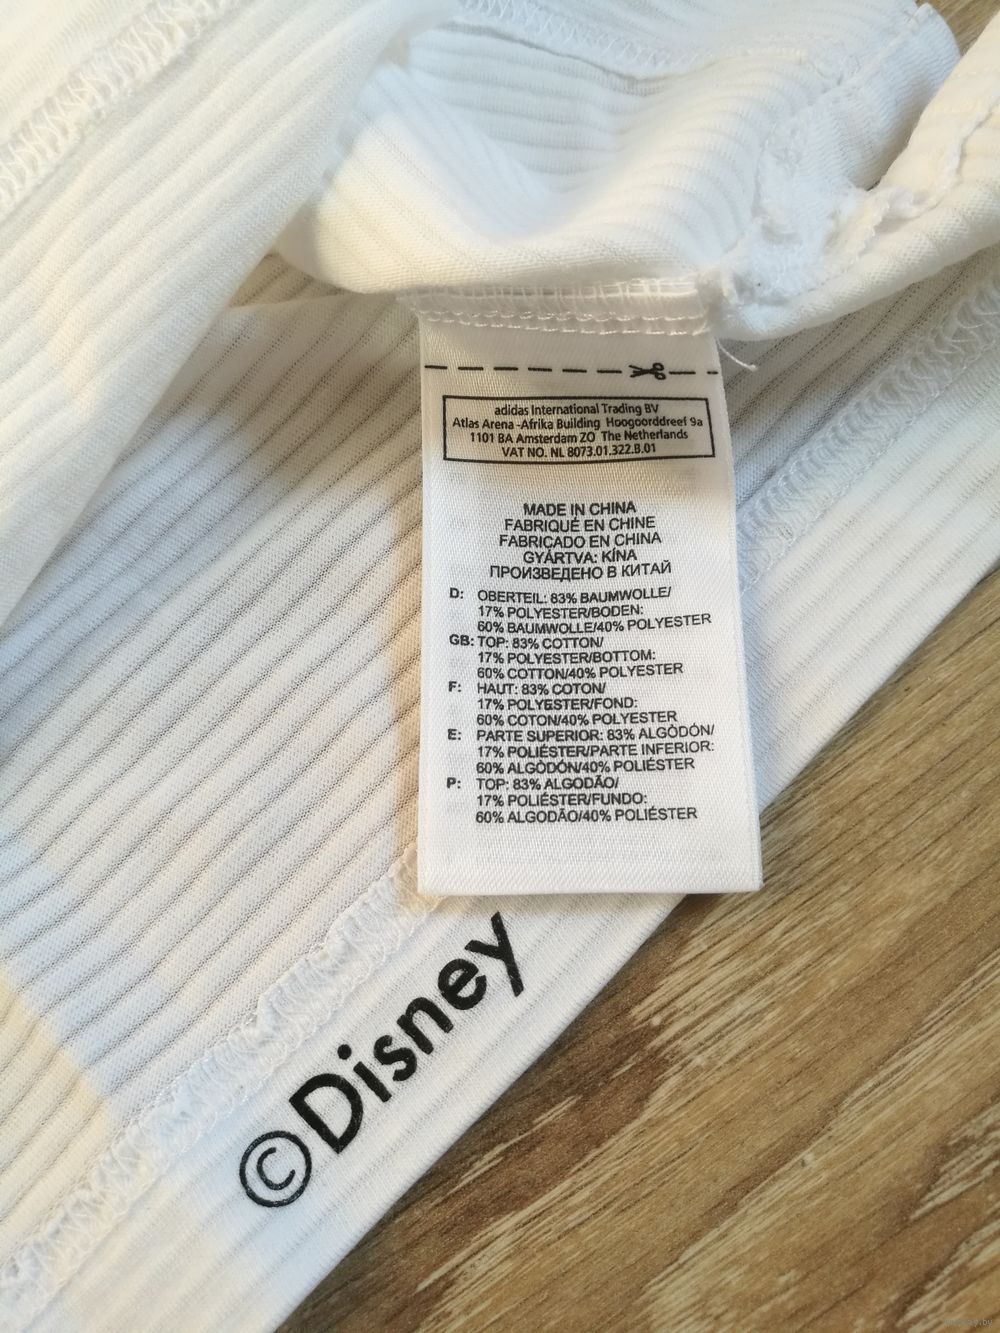 adidas International Trading BV
Atlas Arena -Afrika Building Hoogoorddreef 9a
1101 BA Amsterdam ZO The Netherlands
VAT NO. NL 8073.01.322.B.01
MADE IN CHINA
FABRIQUÉ EN CHINE
FABRICADO EN CHINA
GYÁRTVA: KÍNA
ПРОИЗВЕДЕНО В КИТАЙ
D: OBERTEIL: 83% BAUMWOLLE/
17% POLYESTER/BODEN:
60% BAUMWOLLE/40% POLYESTER
GB: TOP: 83% COTTON/
17% POLYESTER/BOTTOM:
60% COTTON/40% POLYESTER
F: HAUT: 83% COTON/
17% POLYESTER/FOND:
60% COTON/40% POLYESTER
E: PARTE SUPERIOR: 83% ALGÒDÓN/
17% POLIÉSTER/PARTE INFERIOR:
60% ALGÒDÓN/40% POLIÉSTER
P: TOP: 83% ALGODÃO/
17% POLIÉSTER/FUNDO:
60% ALGODÃO/40% POLIÉSTER
©Disney